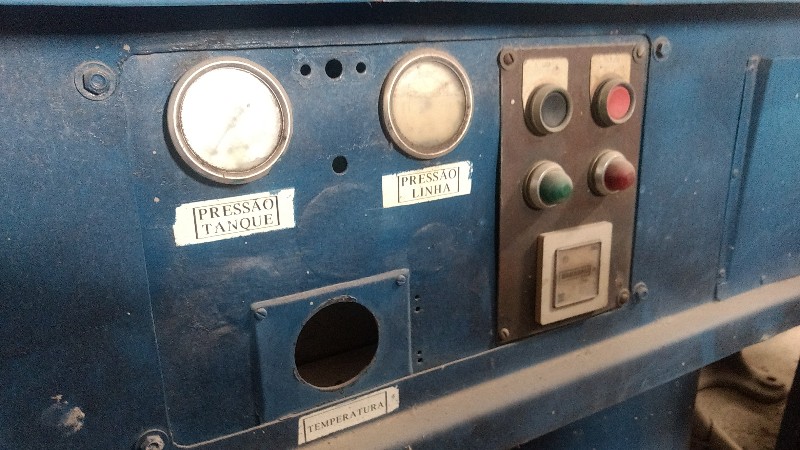 PRESSÃO
TANQUE
PRESSÃO
LINHA
TEMPERATURA